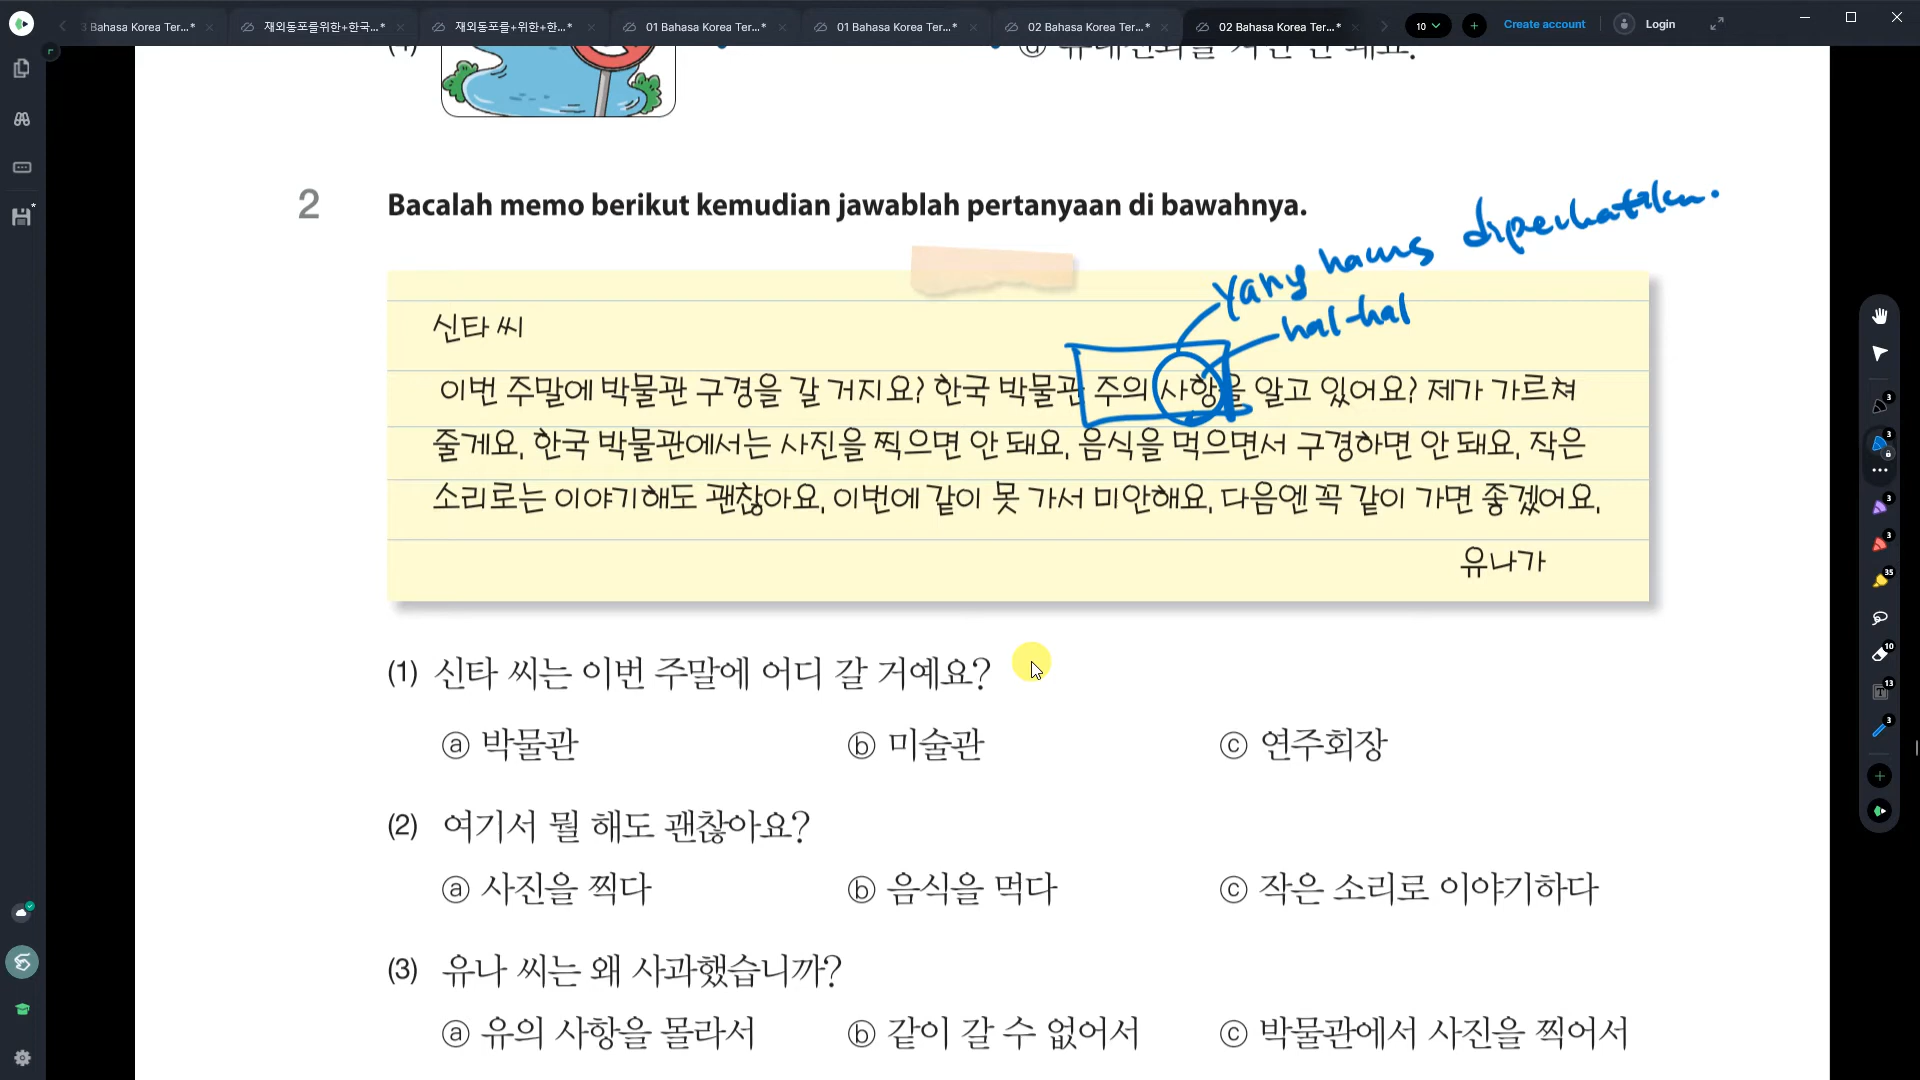 3 Bahasa Korea Ter...*
재외동포를위한+한국...*
재외동포를+위한+한...*
01 Bahasa Korea Ter...*
01 Bahasa Korea Ter...*
02 Bahasa Korea Ter...*
02 Bahasa Korea Ter...*
10
Create account
Login
2 Bacalah memo berikut kemudian jawablah pertanyaan di bawahnya.
yang harus diperhatikan.
hal-hal
신타 씨
이번 주말에 박물관 구경을 갈 거지요? 한국 박물관 주의 사항을 알고 있어요? 제가 가르쳐
줄게요. 한국 박물관에서는 사진을 찍으면 안 돼요. 음식을 먹으면서 구경하면 안 돼요. 작은
소리로는 이야기해도 괜찮아요. 이번에 같이 못 가서 미안해요. 다음엔 꼭 같이 가면 좋겠어요.
유나가
(1) 신타 씨는 이번 주말에 어디 갈 거예요?
ⓐ 박물관 ⓑ 미술관 ⓒ 연주회장
(2) 여기서 뭘 해도 괜찮아요?
ⓐ 사진을 찍다 ⓑ 음식을 먹다 ⓒ 작은 소리로 이야기하다
(3) 유나 씨는 왜 사과했습니까?
ⓐ 유의 사항을 몰라서 ⓑ 같이 갈 수 없어서 ⓒ 박물관에서 사진을 찍어서
3
3
3
3
35
10
13
3